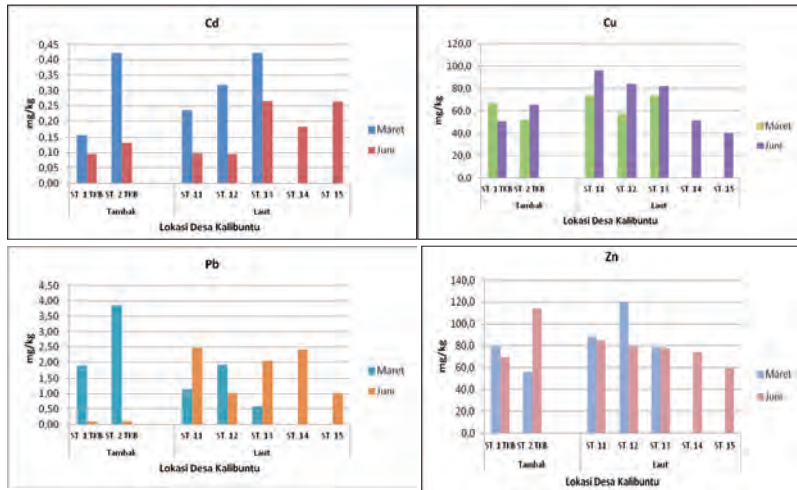 Cd
mg/kg
0,45
0,40
0,35
0,30
0,25
0,20
0,15
0,10
0,05
0,00
ST. 1 TKB ST. 2 TKB ST. 11 ST. 12 ST. 13 ST. 14 ST. 15
Tambak Laut
Lokasi Desa Kalibuntu
Maret
Juni
Cu
mg/kg
120,0
100,0
80,0
60,0
40,0
20,0
0,0
ST. 1 TKB ST. 2 TKB ST. 11 ST. 12 ST. 13 ST. 14 ST. 15
Tambak Laut
Lokasi Desa Kalibuntu
Maret
Juni
Pb
mg/kg
4,50
4,00
3,50
3,00
2,50
2,00
1,50
1,00
0,50
0,00
ST. 1 TKB ST. 2 TKB ST. 11 ST. 12 ST. 13 ST. 14 ST. 15
Tambak Laut
Lokasi Desa Kalibuntu
Maret
Juni
Zn
mg/kg
140,0
120,0
100,0
80,0
60,0
40,0
20,0
0,0
ST. 1 TKB ST. 2 TKB ST. 11 ST. 12 ST. 13 ST. 14 ST. 15
Tambak Laut
Lokasi Desa Kalibuntu
Maret
Juni